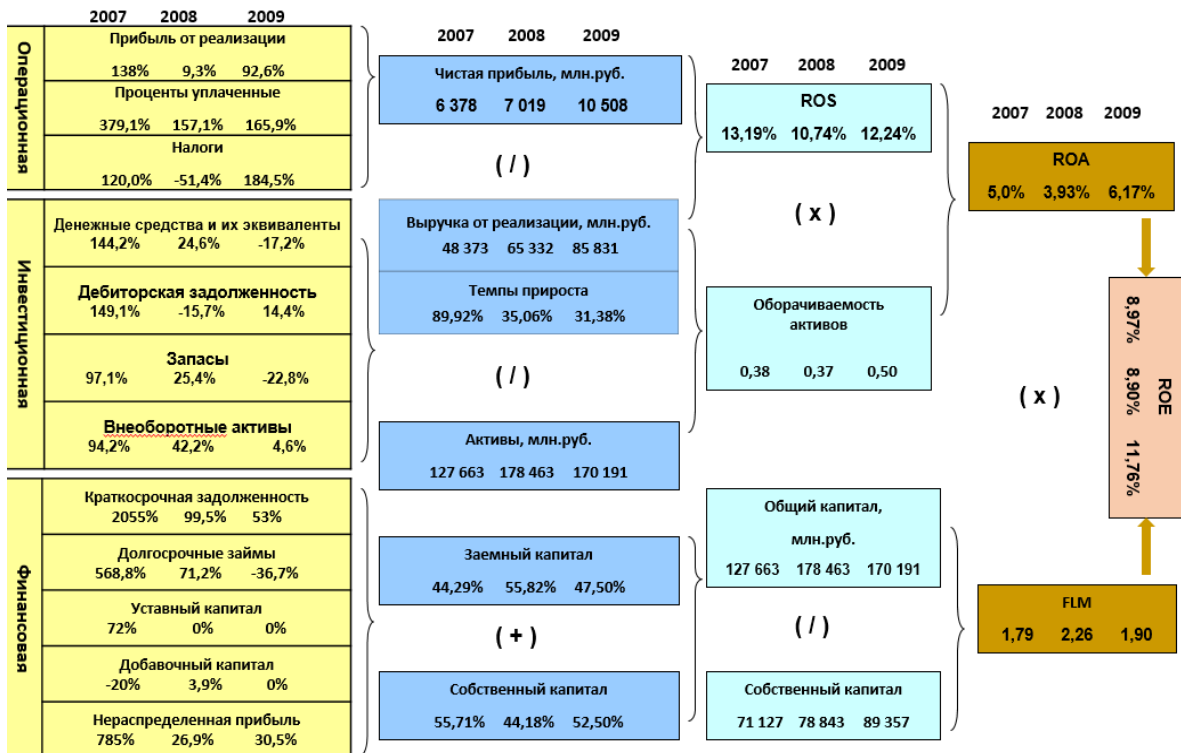 2007 2008 2009
Операционная
Прибыль от реализации
138% 9,3% 92,6%
Проценты уплаченные
379,1% 157,1% 165,9%
Налоги
120,0% -51,4% 184,5%
Инвестиционная
Денежные средства и их эквиваленты
144,2% 24,6% -17,2%
Дебиторская задолженность
149,1% -15,7% 14,4%
Запасы
97,1% 25,4% -22,8%
Внеоборотные активы
94,2% 42,2% 4,6%
Финансовая
Краткосрочная задолженность
2055% 99,5% 53%
Долгосрочные займы
568,8% 71,2% -36,7%
Уставный капитал
72% 0% 0%
Добавочный капитал
-20% 3,9% 0%
Нераспределенная прибыль
785% 26,9% 30,5%
2007 2008 2009
Чистая прибыль, млн.руб.
6 378 7 019 10 508
( / )
Выручка от реализации, млн.руб.
48 373 65 332 85 831
Темпы прироста
89,92% 35,06% 31,38%
( / )
Активы, млн.руб.
127 663 178 463 170 191
Заемный капитал
44,29% 55,82% 47,50%
( + )
Собственный капитал
55,71% 44,18% 52,50%
2007 2008 2009
ROS
13,19% 10,74% 12,24%
( x )
Оборачиваемость
активов
0,38 0,37 0,50
Общий капитал,
млн.руб.
127 663 178 463 170 191
( / )
Собственный капитал
71 127 78 843 89 357
2007 2008 2009
ROA
5,0% 3,93% 6,17%
( x )
ROE
8,97% 8,90% 11,76%
FLM
1,79 2,26 1,90